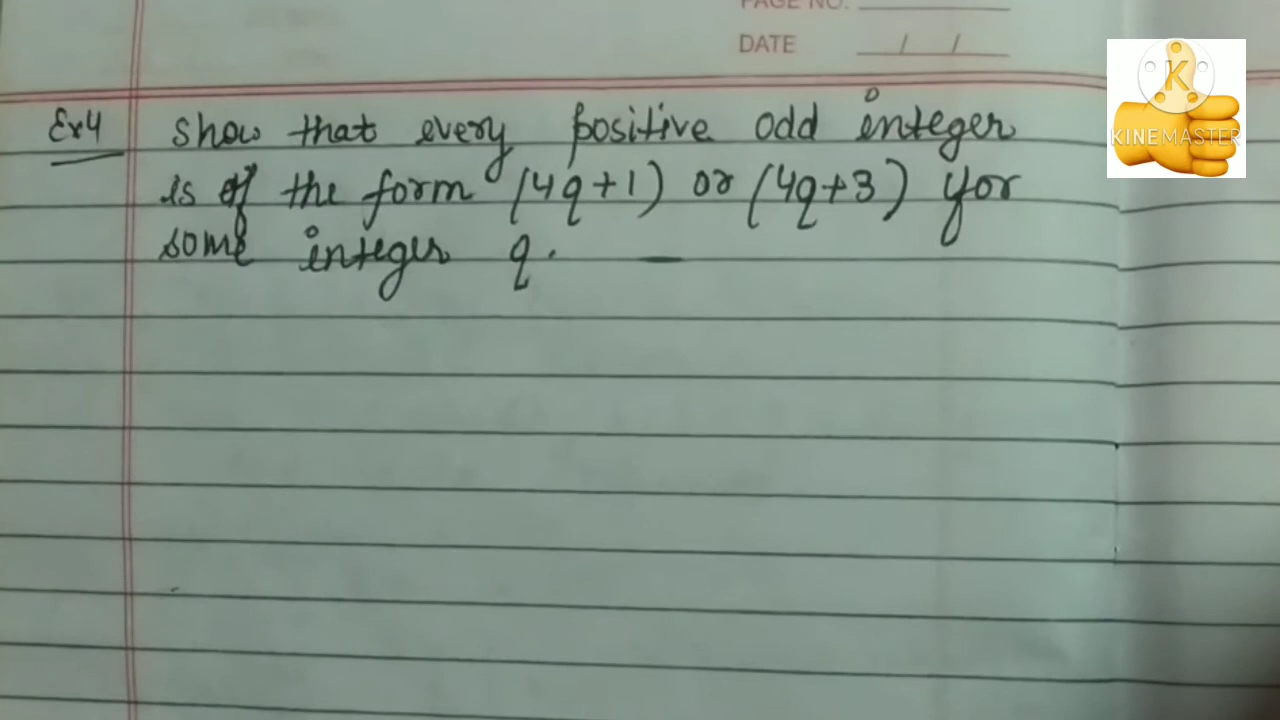 PAGE NO.
DATE / /
KINEMASTER
Ex4 Show that every positive odd integer
is of the form (4q+1) or (4q+3) for
some integer q.